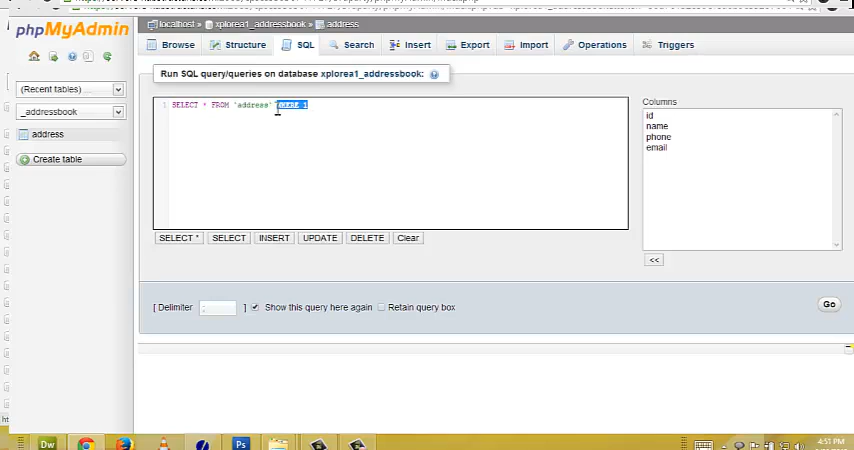 phpMyAdmin
localhost » xplorea1_addressbook » address
Browse Structure SQL Search Insert Export Import Operations Triggers
Run SQL query/queries on database xplorea1_addressbook:
(Recent tables) ...
_addressbook
address
Create table
1 SELECT * FROM `address` WHERE 1
Columns
id
name
phone
email
SELECT * SELECT INSERT UPDATE DELETE Clear
<<
[ Delimiter ; ] Show this query here again Retain query box
Go
Dw
Ps
4:51 PM